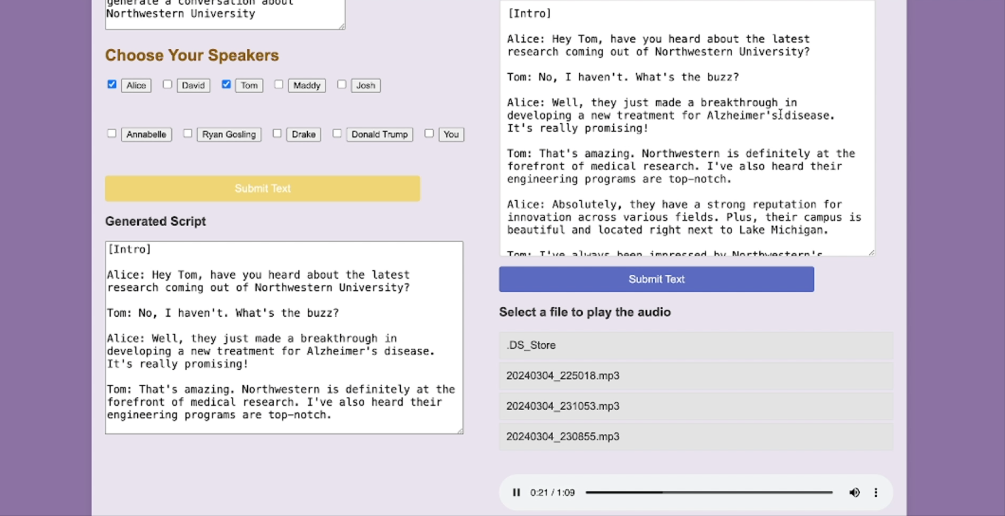 generate a conversation about
Northwestern University
Choose Your Speakers
Alice David Tom Maddy Josh
Annabelle Ryan Gosling Drake Donald Trump You
Submit Text
Generated Script
[Intro]
Alice: Hey Tom, have you heard about the latest
research coming out of Northwestern University?
Tom: No, I haven't. What's the buzz?
Alice: Well, they just made a breakthrough in
developing a new treatment for Alzheimer's disease.
It's really promising!
Tom: That's amazing. Northwestern is definitely at the
forefront of medical research. I've also heard their
engineering programs are top-notch.
[Intro]
Alice: Hey Tom, have you heard about the latest
research coming out of Northwestern University?
Tom: No, I haven't. What's the buzz?
Alice: Well, they just made a breakthrough in
developing a new treatment for Alzheimer's disease.
It's really promising!
Tom: That's amazing. Northwestern is definitely at the
forefront of medical research. I've also heard their
engineering programs are top-notch.
Alice: Absolutely, they have a strong reputation for
innovation across various fields. Plus, their campus is
beautiful and located right next to Lake Michigan.
Tom: I've always been impressed by Northwestern's
Submit Text
Select a file to play the audio
.DS_Store
20240304_225018.mp3
20240304_231053.mp3
20240304_230855.mp3
0:21 / 1:09